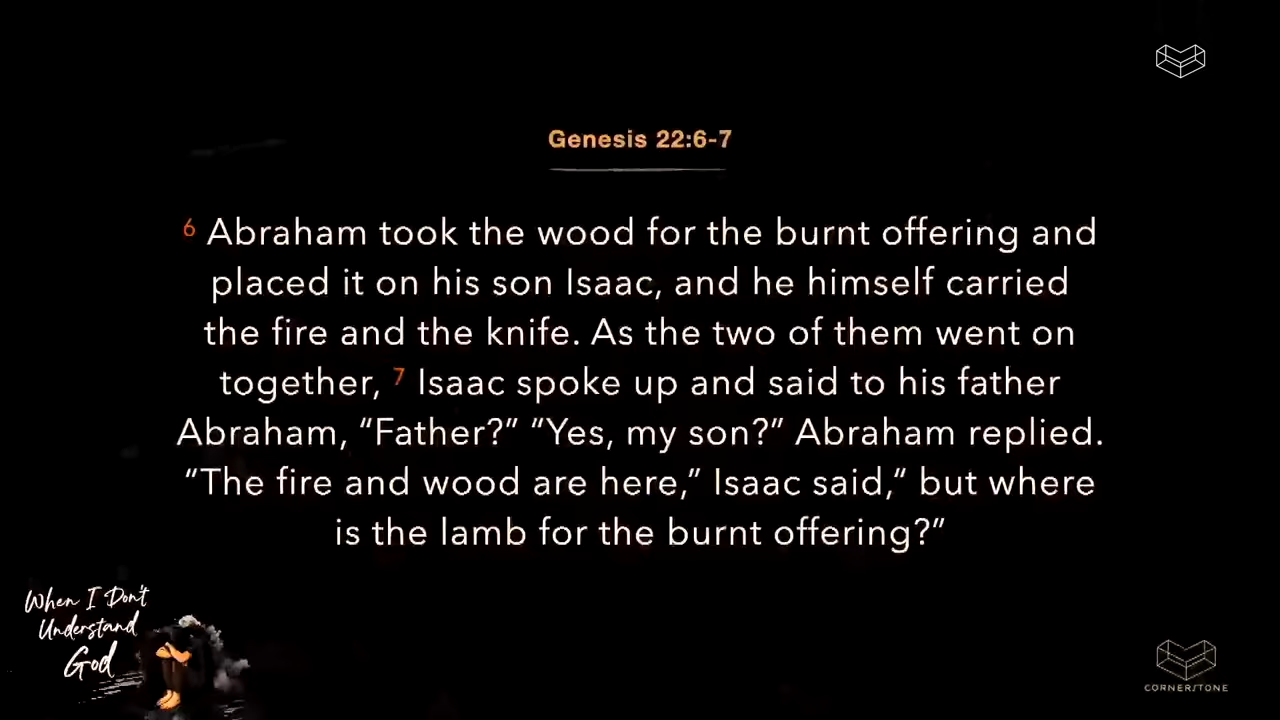 Genesis 22:6-7
6 Abraham took the wood for the burnt offering and
placed it on his son Isaac, and he himself carried
the fire and the knife. As the two of them went on
together, 7 Isaac spoke up and said to his father
Abraham, “Father?” “Yes, my son?” Abraham replied.
“The fire and wood are here,” Isaac said,” but where
is the lamb for the burnt offering?”
When I Don't
Understand
God
CORNERSTONE